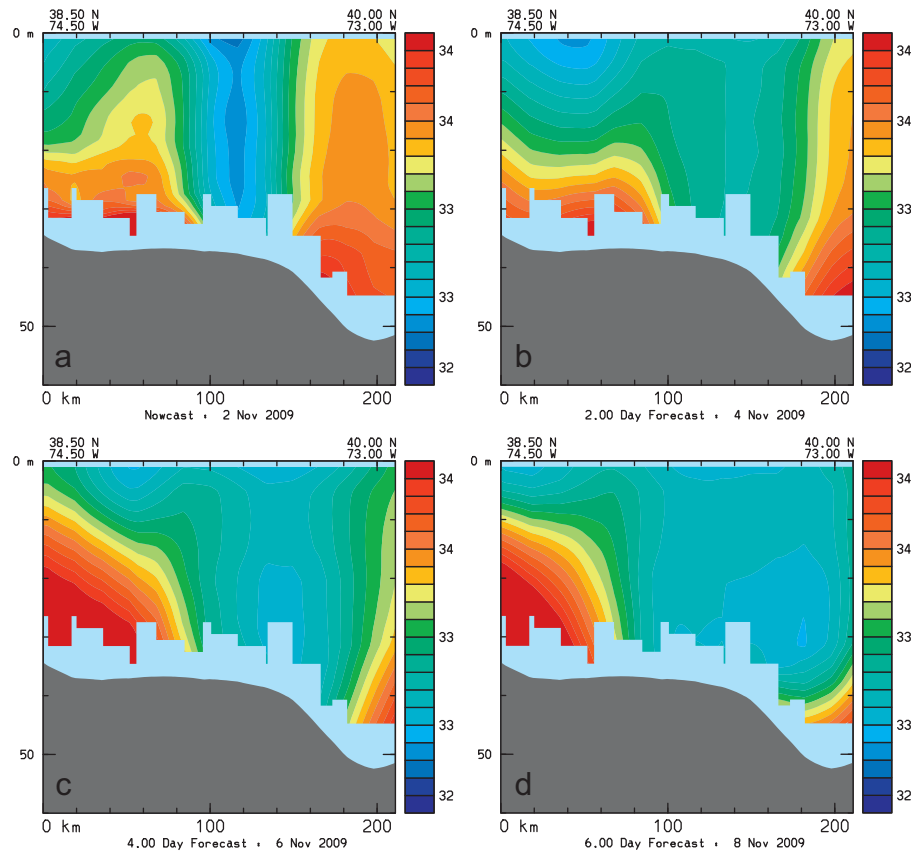 38.50 N
74.50 W
40.00 N
73.00 W
0 m
50
a
0 km
100
200
Nowcast : 2 Nov 2009
34
34
33
33
32
38.50 N
74.50 W
40.00 N
73.00 W
0 m
50
b
0 km
100
200
2.00 Day Forecast : 4 Nov 2009
34
34
33
33
32
38.50 N
74.50 W
40.00 N
73.00 W
0 m
50
c
0 km
100
200
4.00 Day Forecast : 6 Nov 2009
34
34
33
33
32
38.50 N
74.50 W
40.00 N
73.00 W
0 m
50
d
0 km
100
200
6.00 Day Forecast : 8 Nov 2009
34
34
33
33
32